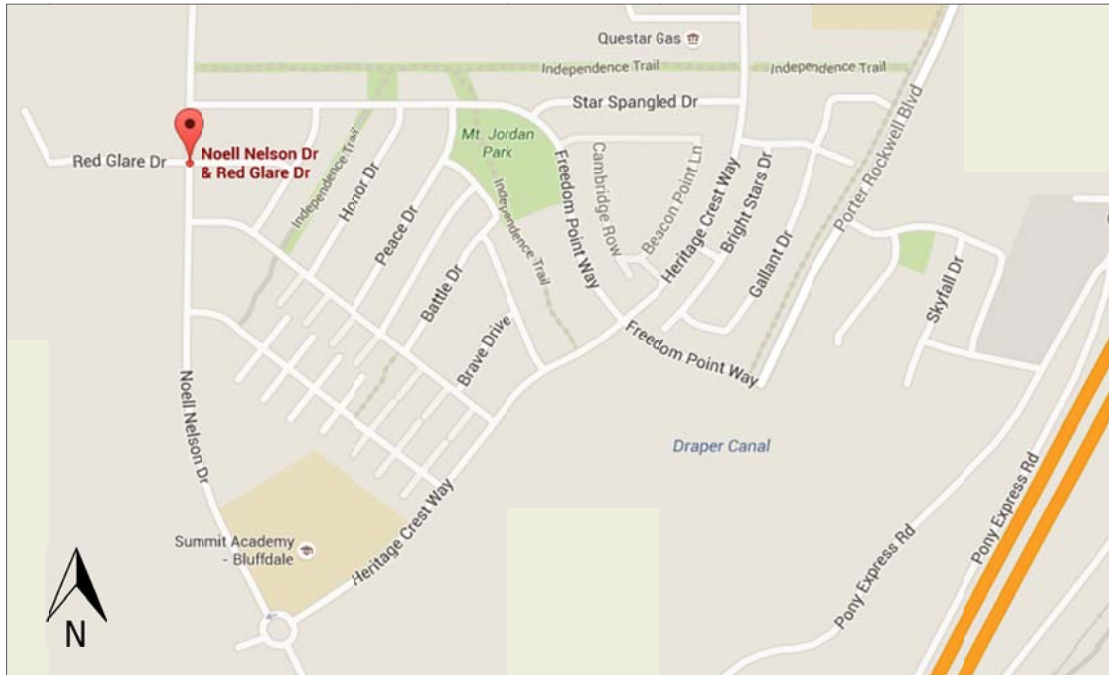 Questar Gas
Independence Trail
Independence Trail
Star Spangled Dr
Porter Rockwell Blvd
Mt. Jordan
Park
Red Glare Dr
Noell Nelson Dr
& Red Glare Dr
Independence Trail
Honor Dr
Peace Dr
Battle Dr
Brave Drive
Independence Trail
Freedom Point Way
Cambridge Row
Beacon Point Ln
Heritage Crest Way
Bright Stars Dr
Gallant Dr
Skyfall Dr
Freedom Point Way
Noell Nelson Dr
Draper Canal
Heritage Crest Way
Summit Academy
- Bluffdale
Pony Express Rd
Pony Express Rd
N